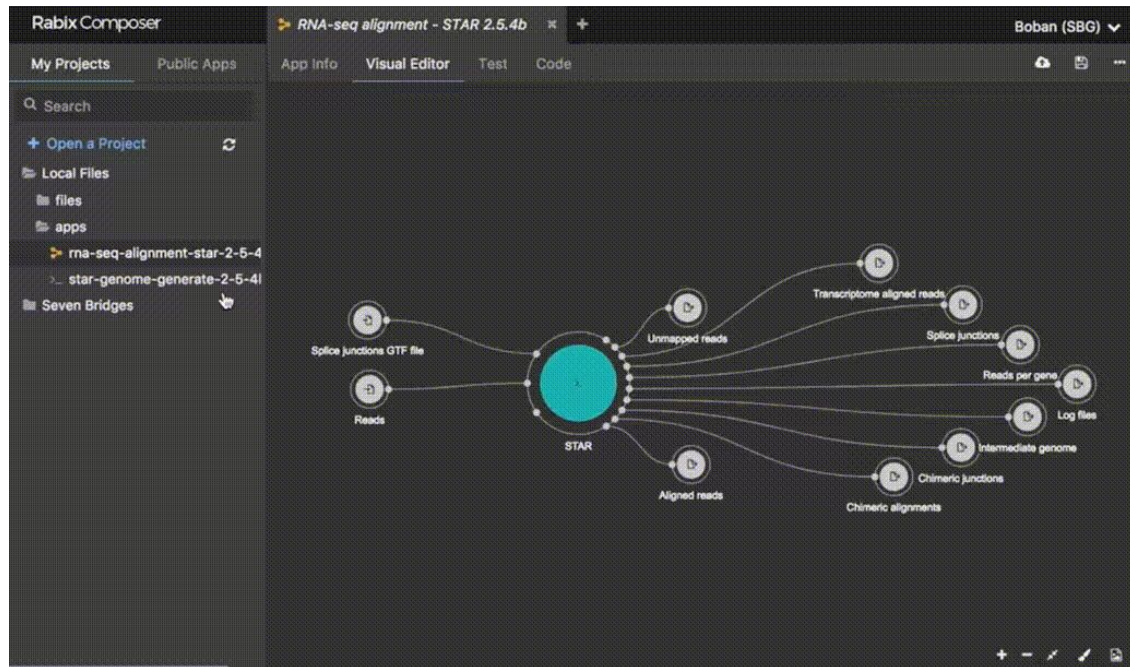 Rabix Composer
RNA-seq alignment - STAR 2.5.4b
Boban (SBG)
My Projects
Public Apps
App Info
Visual Editor
Test
Code
Search
+ Open a Project
Local Files
files
apps
rna-seq-alignment-star-2-5-4
star-genome-generate-2-5-4
Seven Bridges
Transcriptome aligned reads
Unmapped reads
Splice junctions
Splice junctions GTF file
Reads per gene
Reads
Log files
STAR
Intermediate genome
Chimeric junctions
Aligned reads
Chimeric alignments